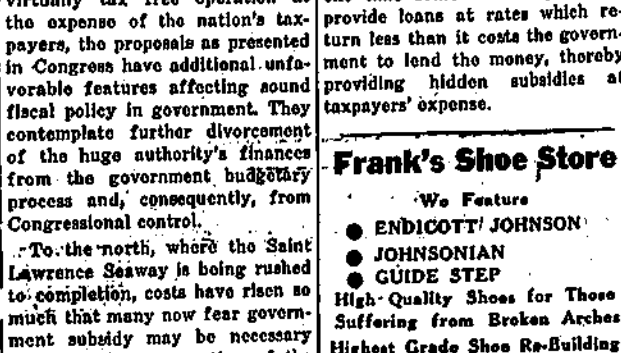 virtually tax free operation at
the expense of the nation's tax-
payers, the proposals as presented
in Congress have additional unfa-
vorable features affecting sound
fiscal policy in government. They
contemplate further divorcement
of the huge authority's finances
from the government budgetary
process and, consequently, from
Congressional control.
To the north, where the Saint
Lawrence Seaway is being rushed
to completion, costs have risen so
much that many now fear govern-
ment subsidy may be necessary
provide loans at rates which re-
turn less than it costs the govern-
ment to lend the money, thereby
providing hidden subsidies at
taxpayers' expense.
Frank's Shoe Store
We Feature
● ENDICOTT JOHNSON
● JOHNSONIAN
● GUIDE STEP
High Quality Shoes for Those
Suffering from Broken Arches
Highest Grade Shoe Re-Building